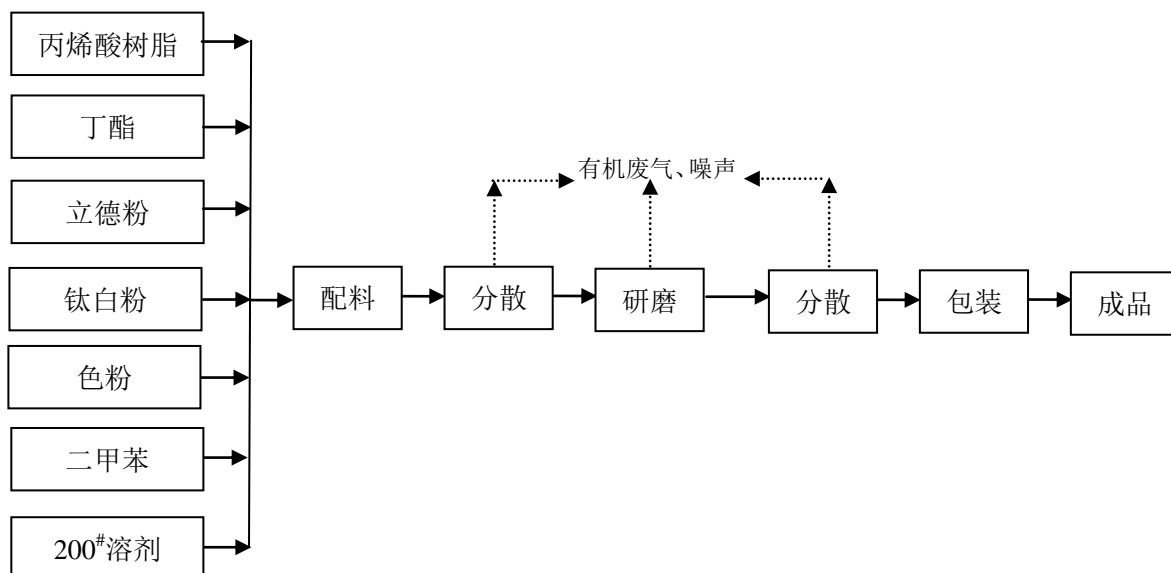 丙烯酸树脂
丁酯
立德粉
钛白粉
色粉
二甲苯
200#溶剂
有机废气、噪声
配料
分散
研磨
分散
包装
成品